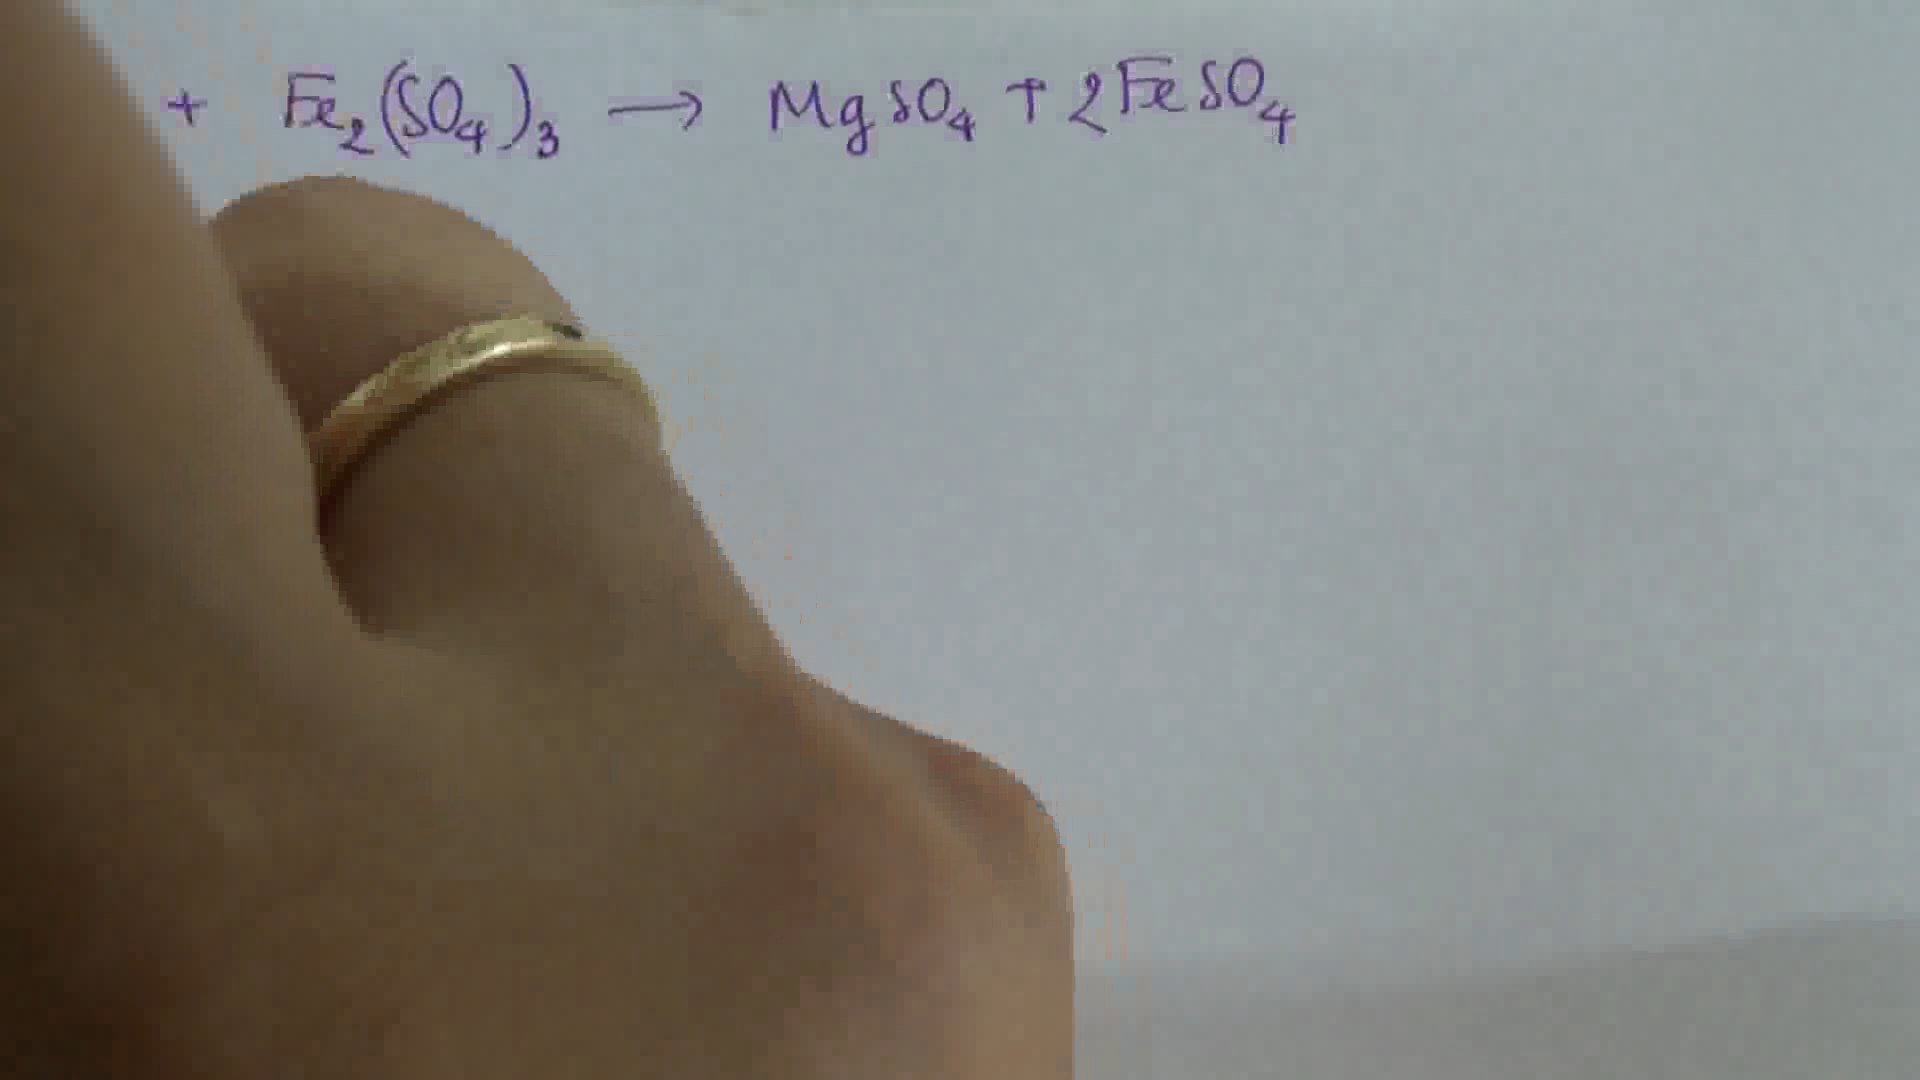 + Fe₂(SO₄)₃ → MgSO₄ + 2FeSO₄